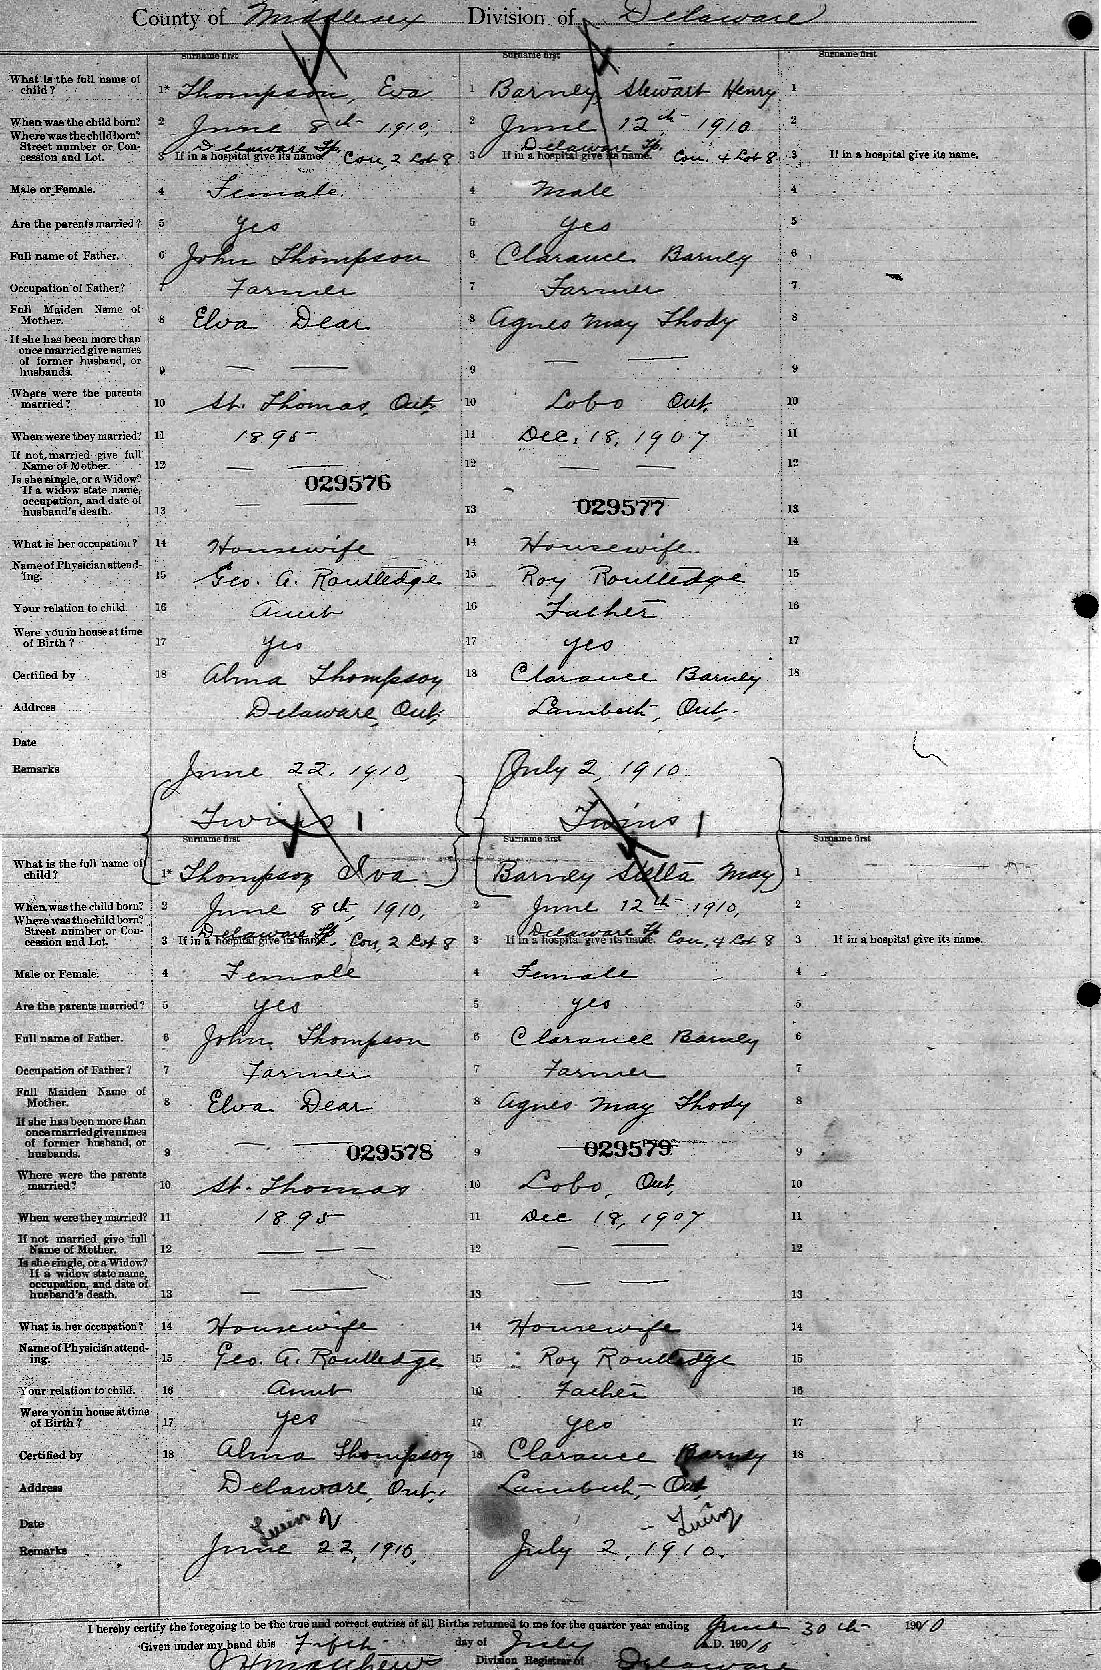 County of Middlesex Division of Delaware
Surname first Surname first Surname first
What is the full name of child? 1* Thompson, Eva 1 Barney, Stewart Henry 1
When was the child born? 2 June 8th 1910, 2 June 12th 1910 2
Where was the child born? Street number or Concession and Lot. 3 If in a hospital give its name. Delaware Tp. Con, 2 Lot 8 3 If in a hospital give its name. Delaware Tp. Con. 4 Lot 8 3 If in a hospital give its name.
Male or Female. 4 Female 4 Male 4
Are the parents married? 5 yes 5 yes 5
Full name of Father. 6 John Thompson 6 Clarance Barney 6
Occupation of Father? 7 Farmer 7 Farmer 7
Full Maiden Name of Mother. 8 Elva Dear 8 Agnes May Thody 8
If she has been more than once married give names of former husband, or husbands. 9 — — 9 — — 9
Where were the parents married? 10 St. Thomas, Ont, 10 Lobo Ont. 10
When were they married? 11 1895 11 Dec, 18, 1907 11
If not, married give full Name of Mother. 12 — — 12 — — 12
029576
Is she single, or a Widow? If a widow state name, occupation, and date of husband's death. 13 — — 13 029577 13
What is her occupation? 14 Housewife 14 Housewife 14
Name of Physician attending. 15 Geo. A. Routledge 15 Roy Routledge 15
Your relation to child. 16 Aunt 16 Father 16
Were you in house at time of Birth? 17 yes 17 yes 17
Certified by 18 Alma Thompson 18 Clarance Barney 18
Address Delaware, Ont, Lambeth, Ont.
Date
Remarks June 22, 1910, July 2, 1910.
Twins 1 Twins 1
Surname first Surname first Surname first
What is the full name of child? 1* Thompson Iva 1 Barney Stella May 1
When was the child born? 2 June 8th, 1910, 2 June 12th 1910, 2
Where was the child born? Street number or Concession and Lot. 3 If in a hospital give its name. Delaware Tp. Con, 2 Lot 8 3 If in a hospital give its name. Delaware Tp Con, 4 Lot 8 3 If in a hospital give its name.
Male or Female. 4 Female 4 Female 4
Are the parents married? 5 yes 5 yes 5
Full name of Father. 6 John Thompson 6 Clarance Barney 6
Occupation of Father? 7 Farmer 7 Farmer 7
Full Maiden Name of Mother. 8 Elva Dear 8 Agnes May Thody 8
If she has been more than once married give names of former husband, or husbands. 9 — — 029578 9 029579 9
Where were the parents married? 10 St. Thomas 10 Lobo, Ont, 10
When were they married? 11 1895 11 Dec 18, 1907 11
If not married give full Name of Mother. 12 — — — 12 — — 12
Is she single, or a Widow? If a widow state name, occupation, and date of husband's death. 13 — — 13 — — 13
What is her occupation? 14 Housewife 14 Housewife 14
Name of Physician attending. 15 Geo. A. Routledge 15 Roy Routledge 15
Your relation to child. 16 Aunt 16 Father 16
Were you in house at time of Birth? 17 yes 17 yes 17
Certified by 18 Alma Thompson 18 Clarance Barney 18
Address Delaware, Ont. Lambeth, Ont
Date
Remarks June 22, 1910, July 2, 1910.
I hereby certify the foregoing to be the true and correct entries of all Births returned to me for the quarter year ending June 30th 1910
Given under my hand this Fifth day of July A.D. 1910
Matthews Division Registrar of Delaware